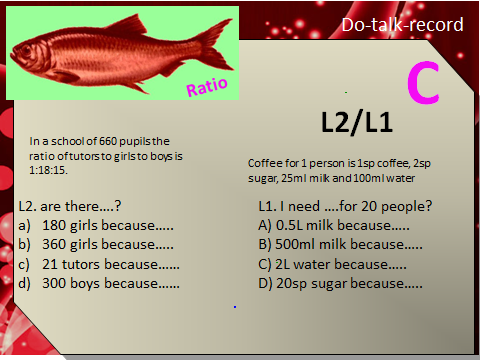 Do-talk-record
Ratio
C
L2/L1
In a school of 660 pupils the
ratio of tutors to girls to boys is
1:18:15.
L2. are there....?
a) 180 girls because.....
b) 360 girls because.....
c) 21 tutors because......
d) 300 boys because......
Coffee for 1 person is 1sp coffee, 2sp
sugar, 25ml milk and 100ml water
L1. I need ....for 20 people?
A) 0.5L milk because.....
B) 500ml milk because.....
C) 2L water because.....
D) 20sp sugar because.....